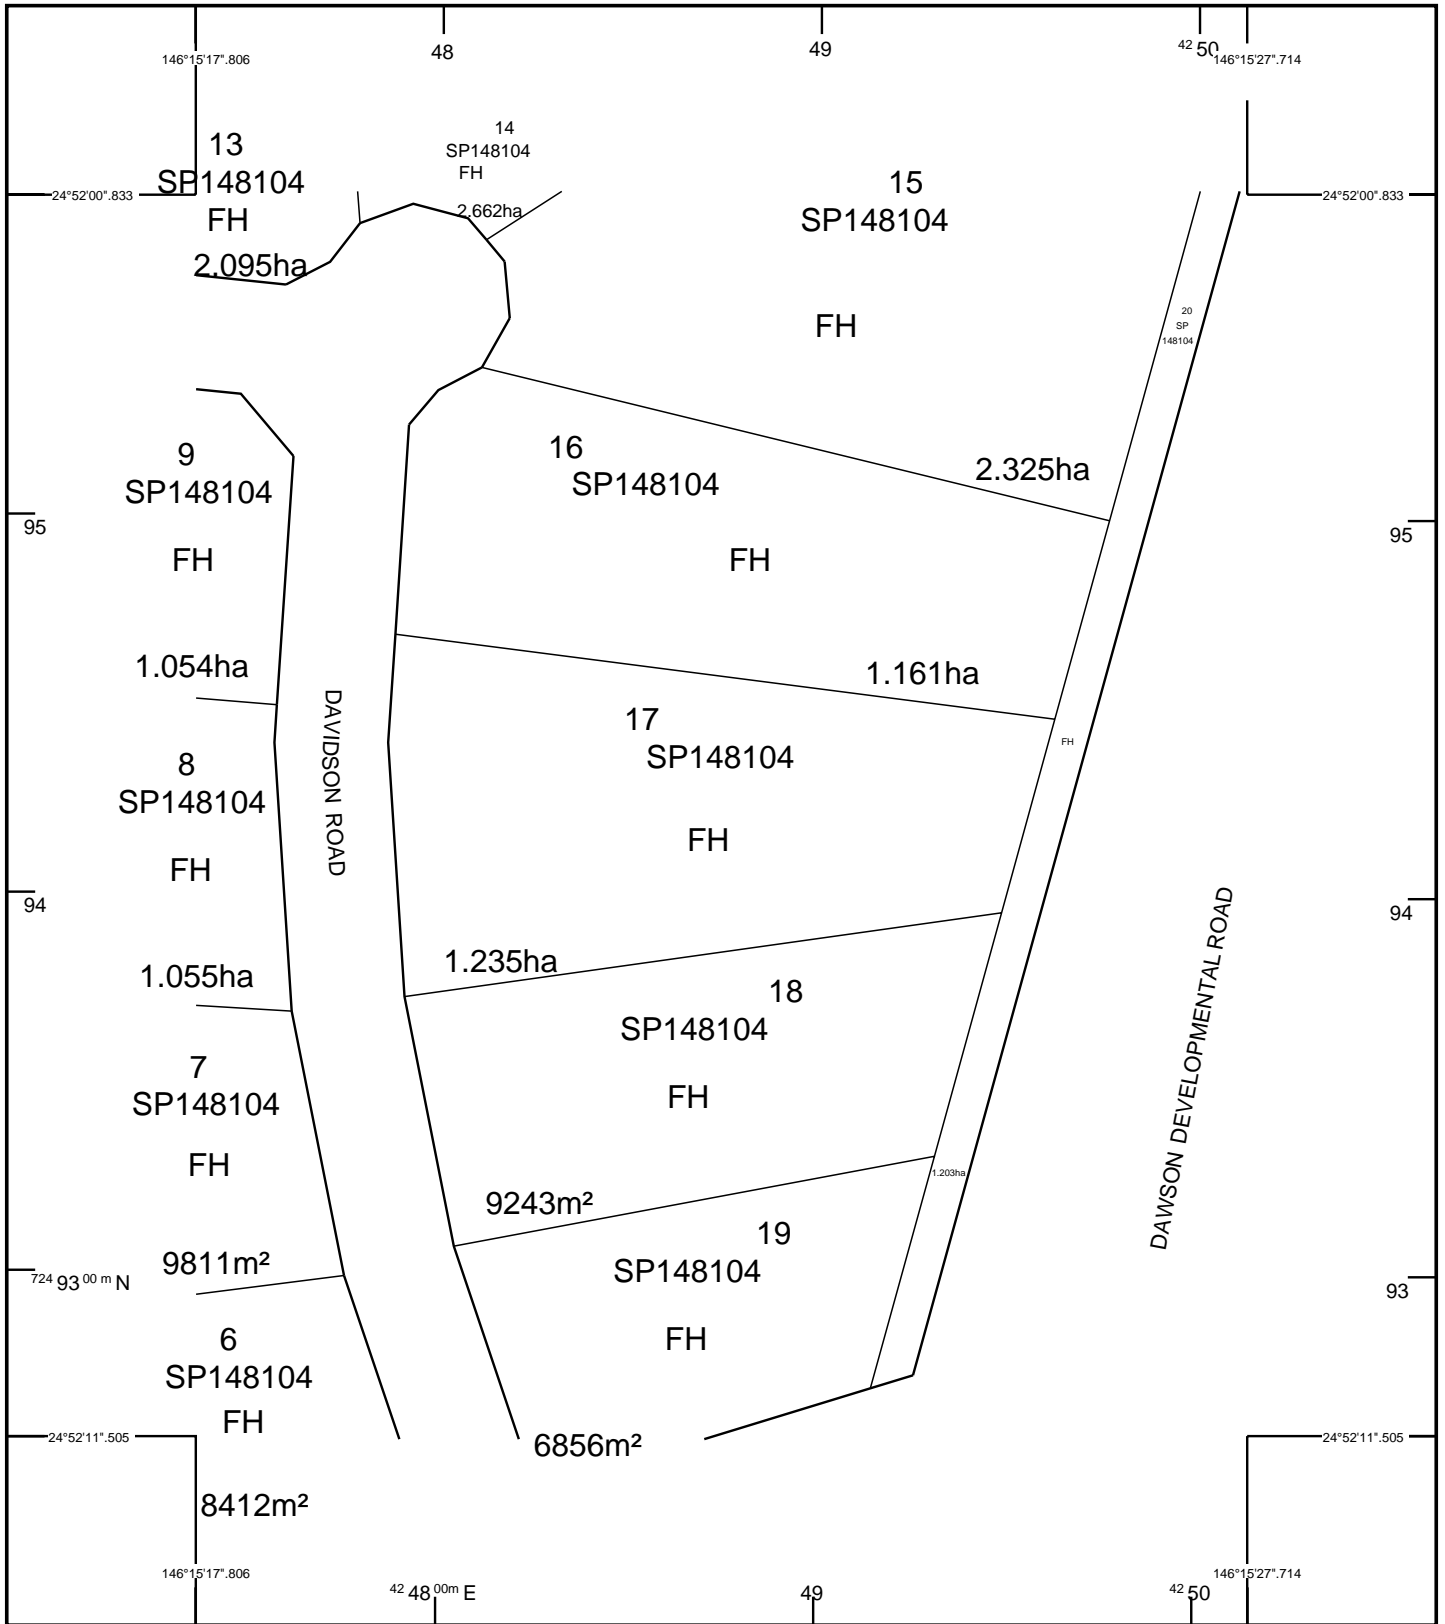 48
49
42 50
146°15'17".806
146°15'27".714
14
SP148104
FH
2.662ha
13
SP148104
FH
2.095ha
24°52'00".833
24°52'00".833
15
SP148104
FH
2.325ha
20
SP
148104
FH
1.203ha
16
SP148104
FH
1.161ha
9
SP148104
FH
1.054ha
95
95
17
SP148104
FH
1.235ha
DAVIDSON ROAD
8
SP148104
FH
1.055ha
94
94
DAWSON DEVELOPMENTAL ROAD
18
SP148104
FH
9243m²
7
SP148104
FH
9811m²
19
SP148104
FH
6856m²
724 93 00 m N
93
6
SP148104
FH
8412m²
24°52'11".505
24°52'11".505
146°15'17".806
146°15'27".714
42 48 00m E
49
42 50